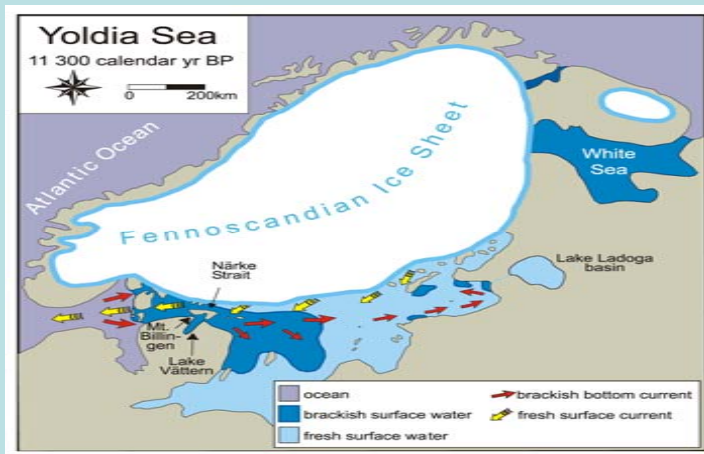 Yoldia Sea
11 300 calendar yr BP
0 200km
Atlantic Ocean
Fennoscandian Ice Sheet
White
Sea
Närke
Strait
Lake Ladoga
basin
Mt.
Billin-
gen
Lake
Vättern
ocean
brackish surface water
fresh surface water
brackish bottom current
fresh surface current